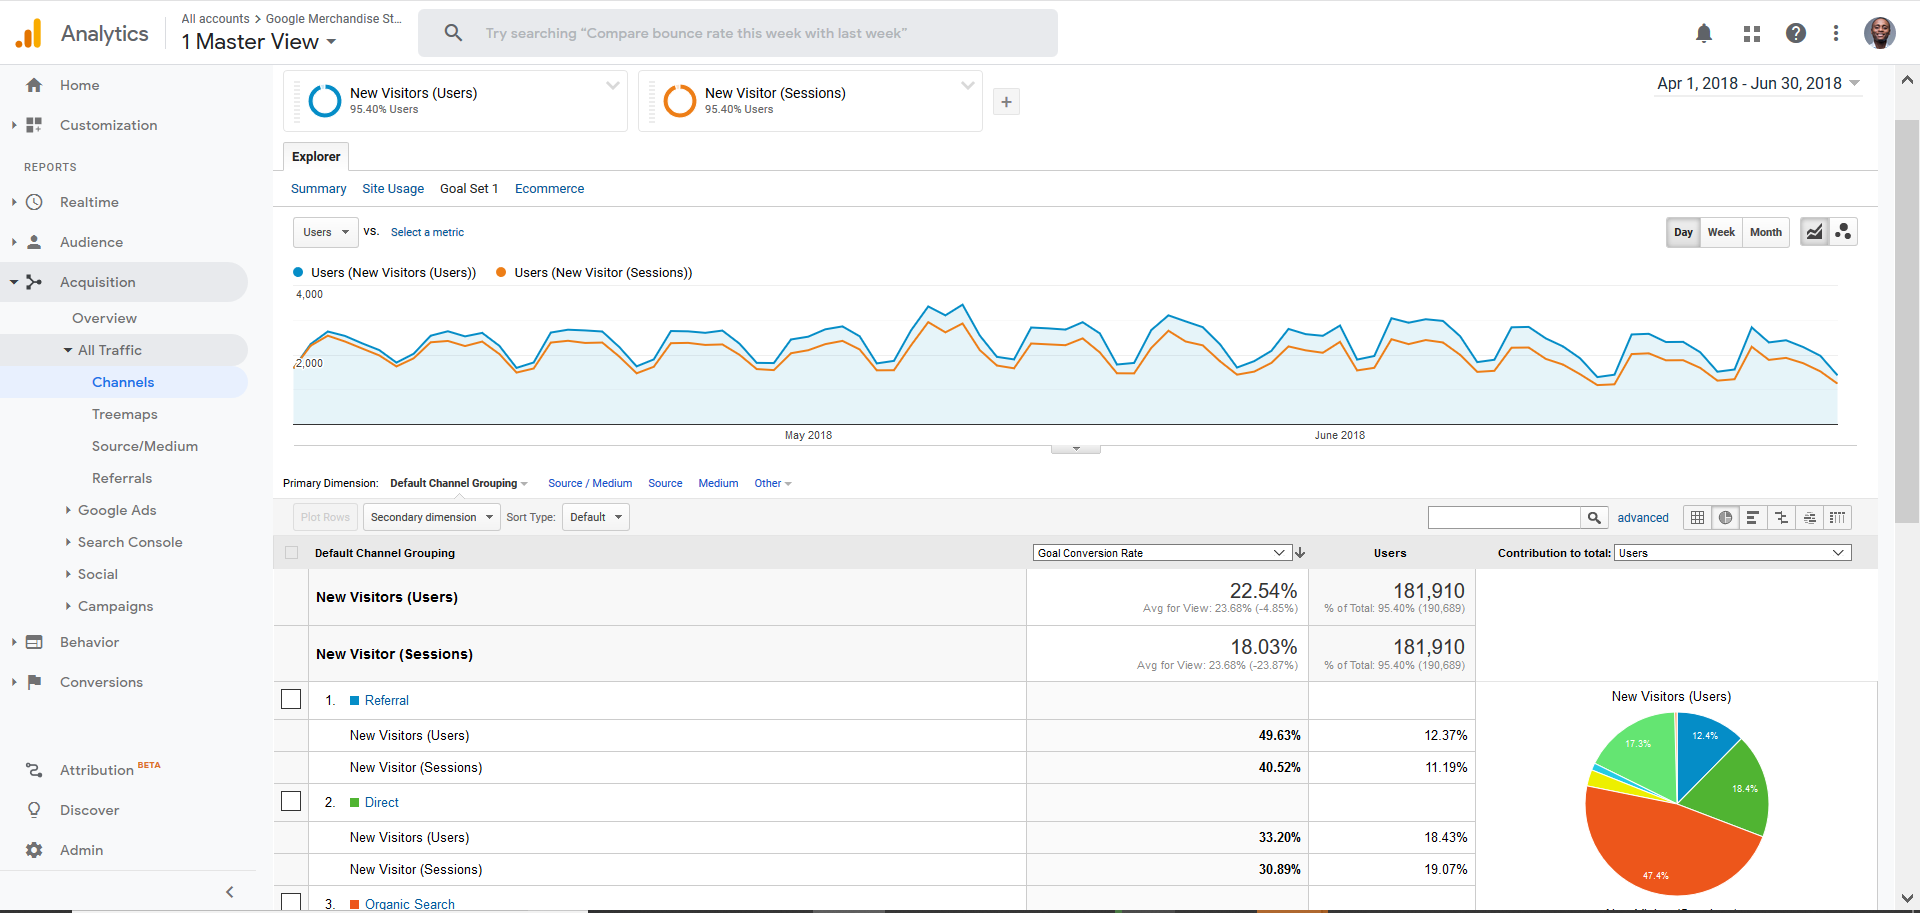 Analytics
All accounts > Google Merchandise St...
1 Master View
Try searching “Compare bounce rate this week with last week”
Home
Customization
REPORTS
Realtime
Audience
Acquisition
Overview
All Traffic
Channels
Treemaps
Source/Medium
Referrals
Google Ads
Search Console
Social
Campaigns
Behavior
Conversions
Attribution BETA
Discover
Admin
New Visitors (Users)
95.40% Users
New Visitor (Sessions)
95.40% Users
+
Apr 1, 2018 - Jun 30, 2018
Explorer
Summary Site Usage Goal Set 1 Ecommerce
Users vs. Select a metric
Day Week Month
Users (New Visitors (Users)) Users (New Visitor (Sessions))
4,000
2,000
May 2018 June 2018
Primary Dimension: Default Channel Grouping Source / Medium Source Medium Other
Plot Rows Secondary dimension Sort Type: Default advanced
Default Channel Grouping Goal Conversion Rate Users Contribution to total: Users
New Visitors (Users) 22.54% 181,910
Avg for View: 23.68% (-4.85%) % of Total: 95.40% (190,689)
New Visitor (Sessions) 18.03% 181,910
Avg for View: 23.68% (-23.87%) % of Total: 95.40% (190,689)
1. Referral
New Visitors (Users) 49.63% 12.37%
New Visitor (Sessions) 40.52% 11.19%
2. Direct
New Visitors (Users) 33.20% 18.43%
New Visitor (Sessions) 30.89% 19.07%
3. Organic Search
New Visitors (Users)
12.4%
17.3%
18.4%
47.4%